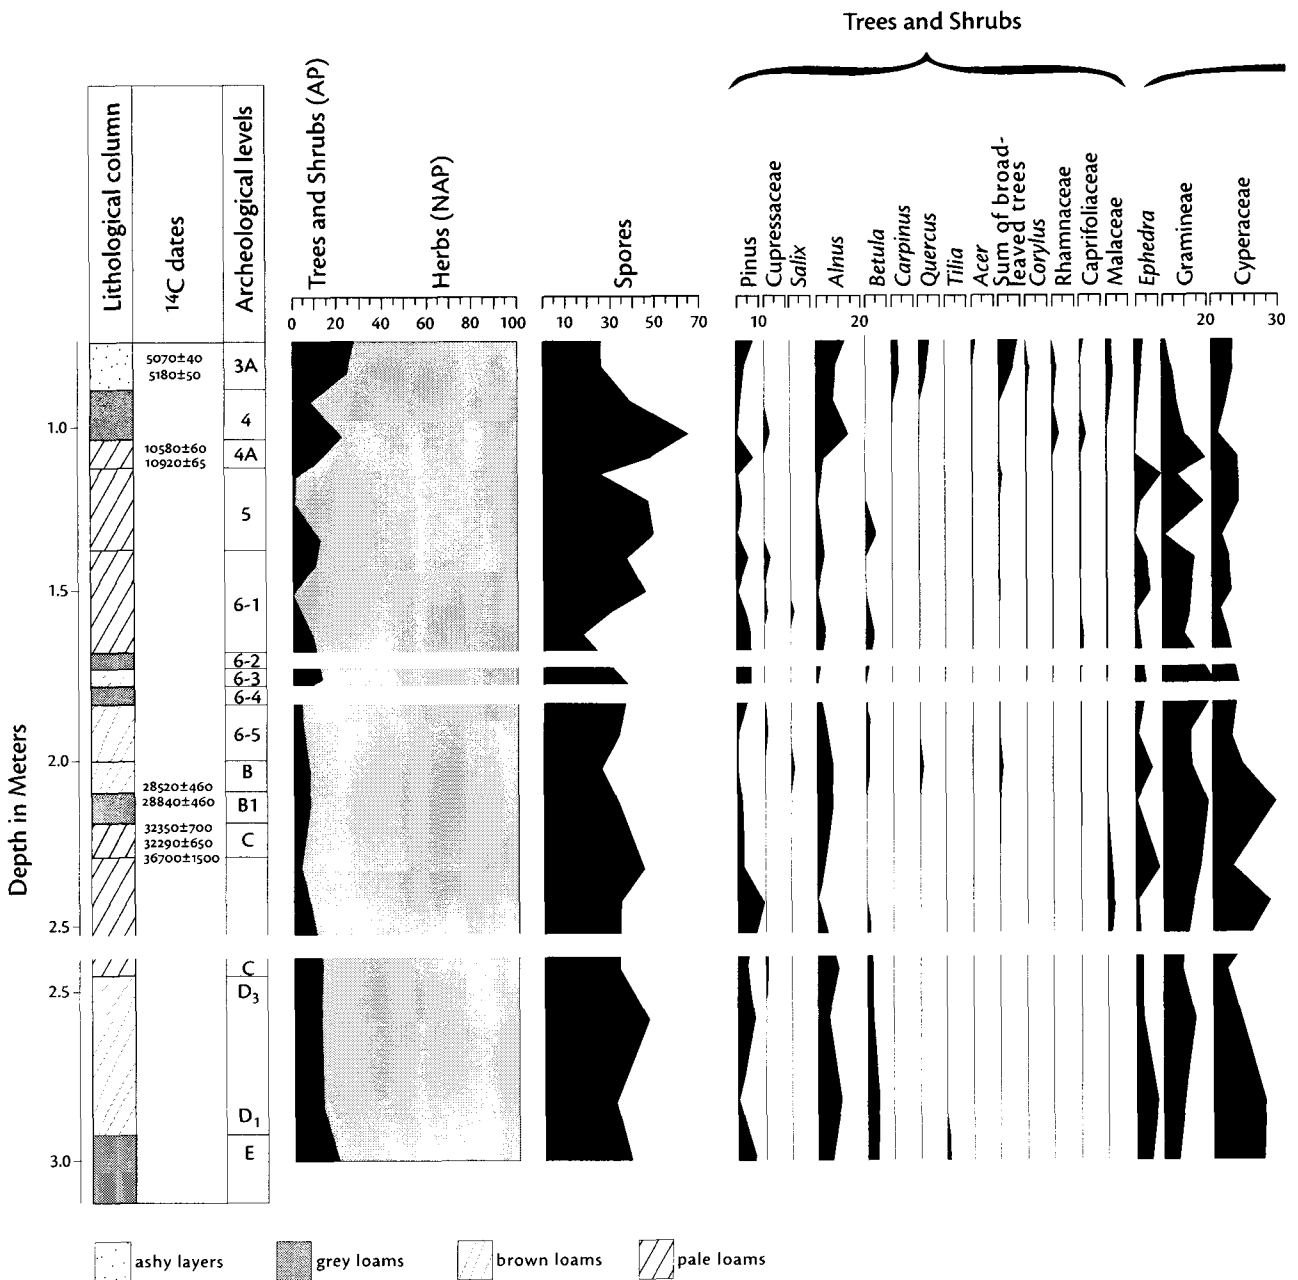 Trees and Shrubs
Lithological column
14C dates
Archeological levels
Trees and Shrubs (AP)
Herbs (NAP)
Spores
Pinus
Cupressaceae
Salix
Alnus
Betula
Carpinus
Quercus
Tilia
Acer
Sum of broad-
leaved trees
Corylus
Rhamnaceae
Caprifoliaceae
Malaceae
Ephedra
Gramineae
Cyperaceae
0 20 40 60 80 100 10 30 50 70 10 20 20 30
5070±40
5180±50
3A
4
1.0
10580±60
10920±65
4A
5
1.5
6-1
6-2
6-3
6-4
6-5
2.0
B
28520±460
28840±460
B1
32350±700
32290±650
36700±1500
C
2.5
C
2.5
D3
D1
E
3.0
Depth in Meters
ashy layers
grey loams
brown loams
pale loams